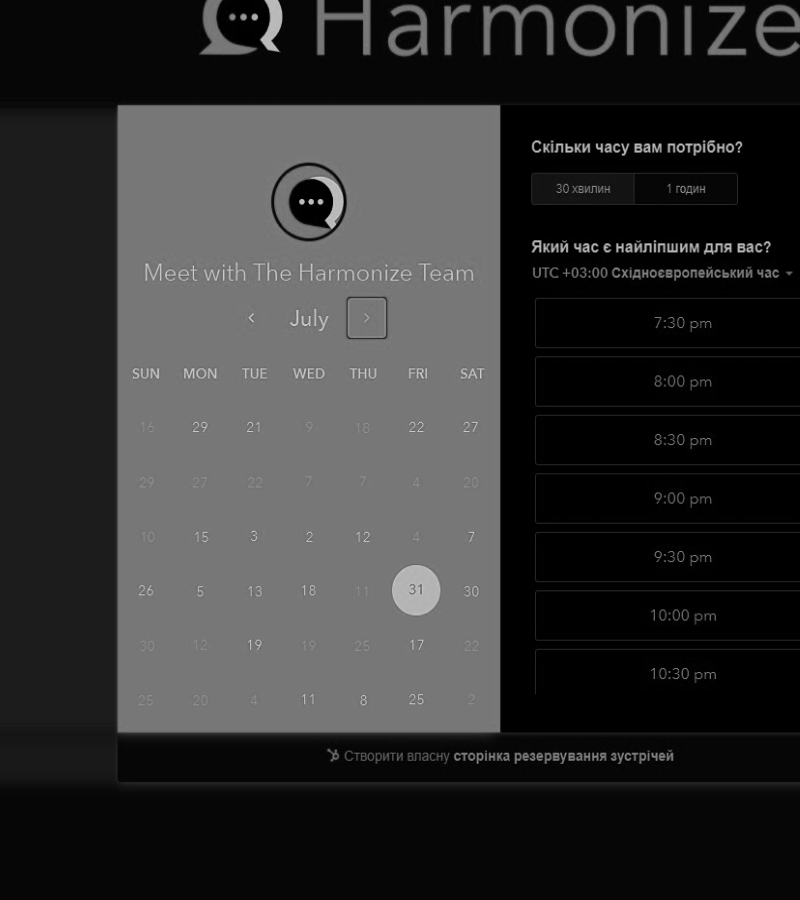 Harmonize
Meet with The Harmonize Team
July
SUN MON TUE WED THU FRI SAT
16 29 21 9 18 22 27
29 27 22 7 7 4 20
10 15 3 2 12 4 7
26 5 13 18 11 31 30
30 12 19 19 25 17 22
25 20 4 11 8 25 2
Скільки часу вам потрібно?
30 хвилин 1 годин
Який час є найліпшим для вас?
UTC +03:00 Східноєвропейський час
7:30 pm
8:00 pm
8:30 pm
9:00 pm
9:30 pm
10:00 pm
10:30 pm
Створити власну сторінка резервування зустрічей